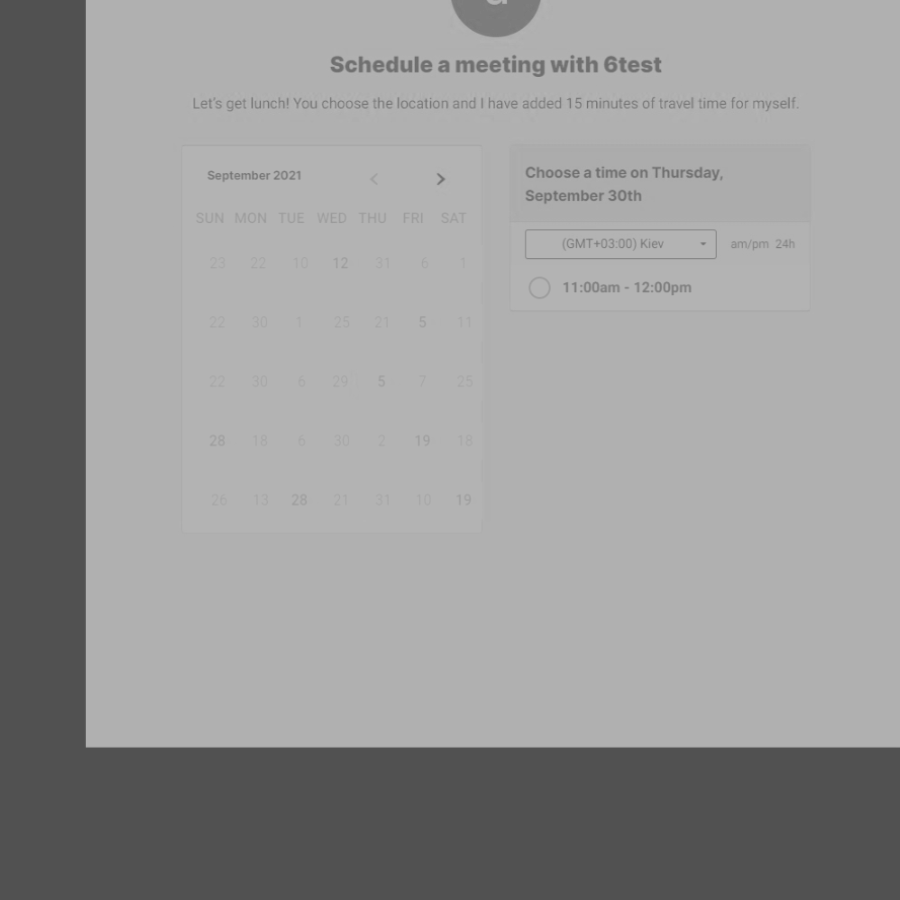 Schedule a meeting with 6test
Let's get lunch! You choose the location and I have added 15 minutes of travel time for myself.
September 2021
SUN MON TUE WED THU FRI SAT
23 22 10 12 31 6 1
22 30 1 25 21 5 11
22 30 6 29 5 7 25
28 18 6 30 2 19 18
26 13 28 21 31 10 19
Choose a time on Thursday,
September 30th
(GMT+03:00) Kiev am/pm 24h
11:00am - 12:00pm